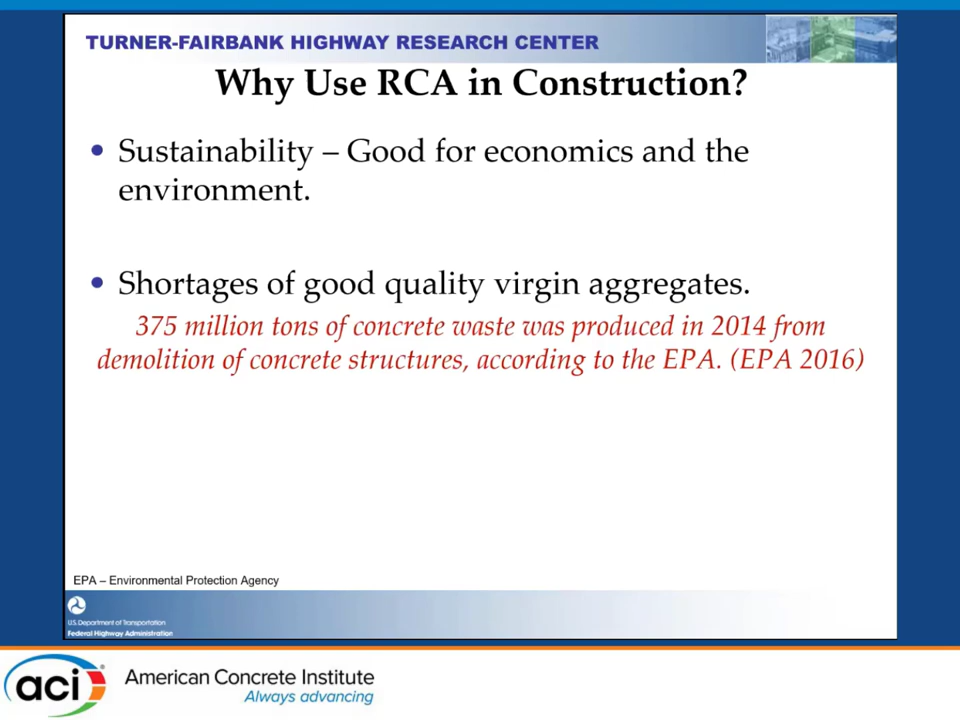 TURNER-FAIRBANK HIGHWAY RESEARCH CENTER
Why Use RCA in Construction?
• Sustainability – Good for economics and the
environment.
• Shortages of good quality virgin aggregates.
375 million tons of concrete waste was produced in 2014 from
demolition of concrete structures, according to the EPA. (EPA 2016)
EPA – Environmental Protection Agency
U.S. Department of Transportation
Federal Highway Administration
aci
American Concrete Institute
Always advancing